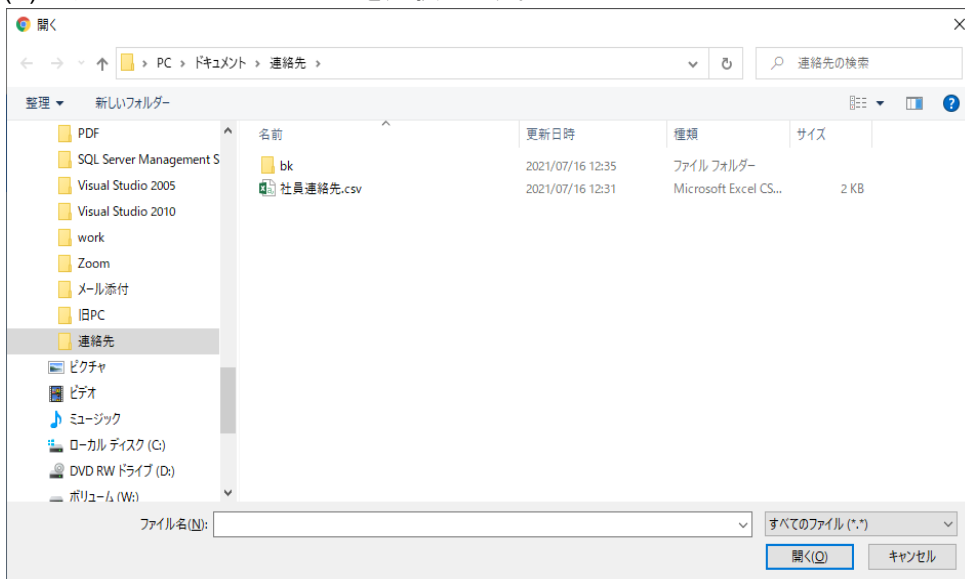 開く
PC › ドキュメント › 連絡先 ›
連絡先の検索
整理 新しいフォルダー
名前 更新日時 種類 サイズ
bk 2021/07/16 12:35 ファイル フォルダー
社員連絡先.csv 2021/07/16 12:31 Microsoft Excel CS... 2 KB
PDF
SQL Server Management S
Visual Studio 2005
Visual Studio 2010
work
Zoom
メール添付
旧PC
連絡先
ピクチャ
ビデオ
ミュージック
ローカル ディスク (C:)
DVD RW ドライブ (D:)
ボリューム (W:)
ファイル名(N):
すべてのファイル (*.*)
開く(O) キャンセル